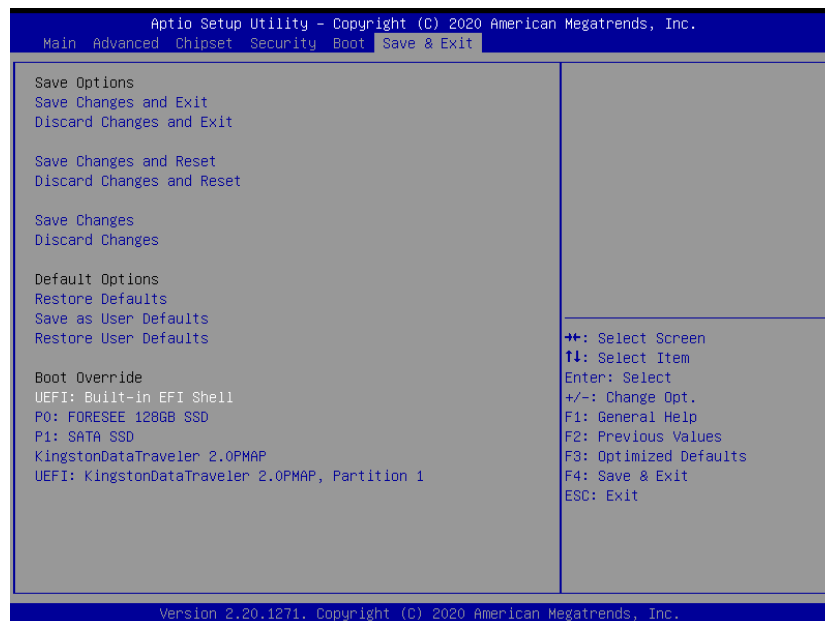 Aptio Setup Utility – Copyright (C) 2020 American Megatrends, Inc.
Main Advanced Chipset Security Boot Save & Exit
Save Options
Save Changes and Exit
Discard Changes and Exit
Save Changes and Reset
Discard Changes and Reset
Save Changes
Discard Changes
Default Options
Restore Defaults
Save as User Defaults
Restore User Defaults
Boot Override
UEFI: Built-in EFI Shell
P0: FORESEE 128GB SSD
P1: SATA SSD
KingstonDataTraveler 2.0PMAP
UEFI: KingstonDataTraveler 2.0PMAP, Partition 1
→←: Select Screen
↑↓: Select Item
Enter: Select
+/-: Change Opt.
F1: General Help
F2: Previous Values
F3: Optimized Defaults
F4: Save & Exit
ESC: Exit
Version 2.20.1271. Copyright (C) 2020 American Megatrends, Inc.